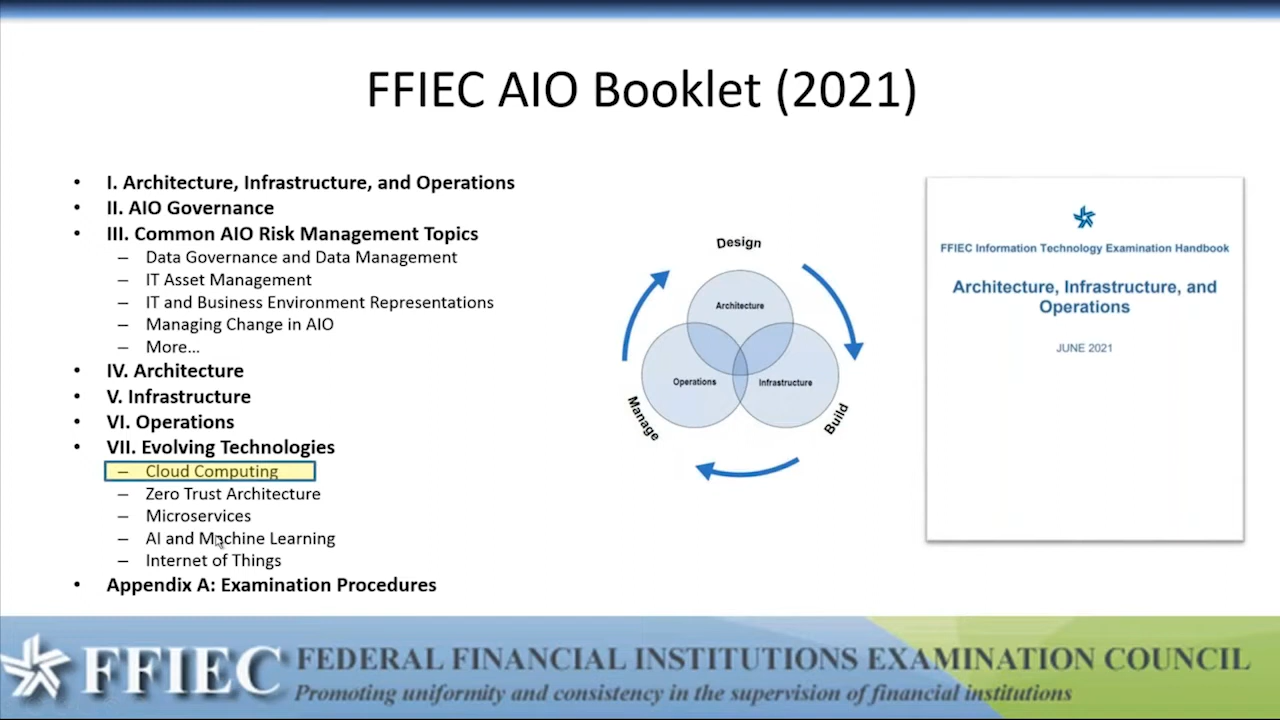 FFIEC AIO Booklet (2021)
• I. Architecture, Infrastructure, and Operations
• II. AIO Governance
• III. Common AIO Risk Management Topics
– Data Governance and Data Management
– IT Asset Management
– IT and Business Environment Representations
– Managing Change in AIO
– More...
• IV. Architecture
• V. Infrastructure
• VI. Operations
• VII. Evolving Technologies
– Cloud Computing
– Zero Trust Architecture
– Microservices
– AI and Machine Learning
– Internet of Things
• Appendix A: Examination Procedures
Design
Architecture
Operations
Infrastructure
Manage
Build
FFIEC Information Technology Examination Handbook
Architecture, Infrastructure, and
Operations
JUNE 2021
FFIEC
FEDERAL FINANCIAL INSTITUTIONS EXAMINATION COUNCIL
Promoting uniformity and consistency in the supervision of financial institutions